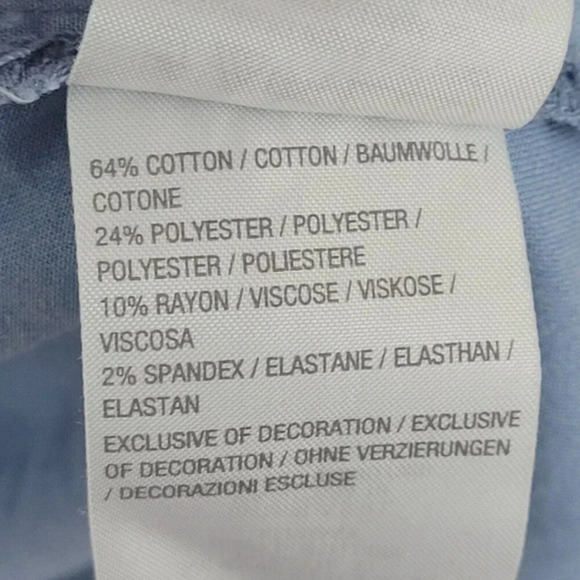 64% COTTON / COTTON / BAUMWOLLE /
COTONE
24% POLYESTER / POLYESTER /
POLYESTER / POLIESTERE
10% RAYON / VISCOSE / VISKOSE /
VISCOSA
2% SPANDEX / ELASTANE / ELASTHAN /
ELASTAN
EXCLUSIVE OF DECORATION / EXCLUSIVE
OF DECORATION / OHNE VERZIERUNGEN
/ DECORAZIONI ESCLUSE